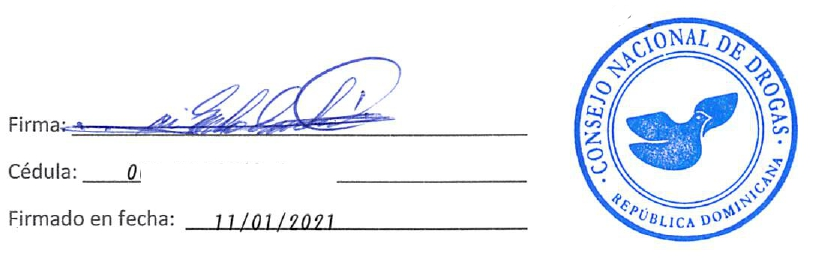 Firma:
Cédula: 0
Firmado en fecha: 11/01/2021
· CONSEJO NACIONAL DE DROGAS ·
REPÚBLICA DOMINICANA